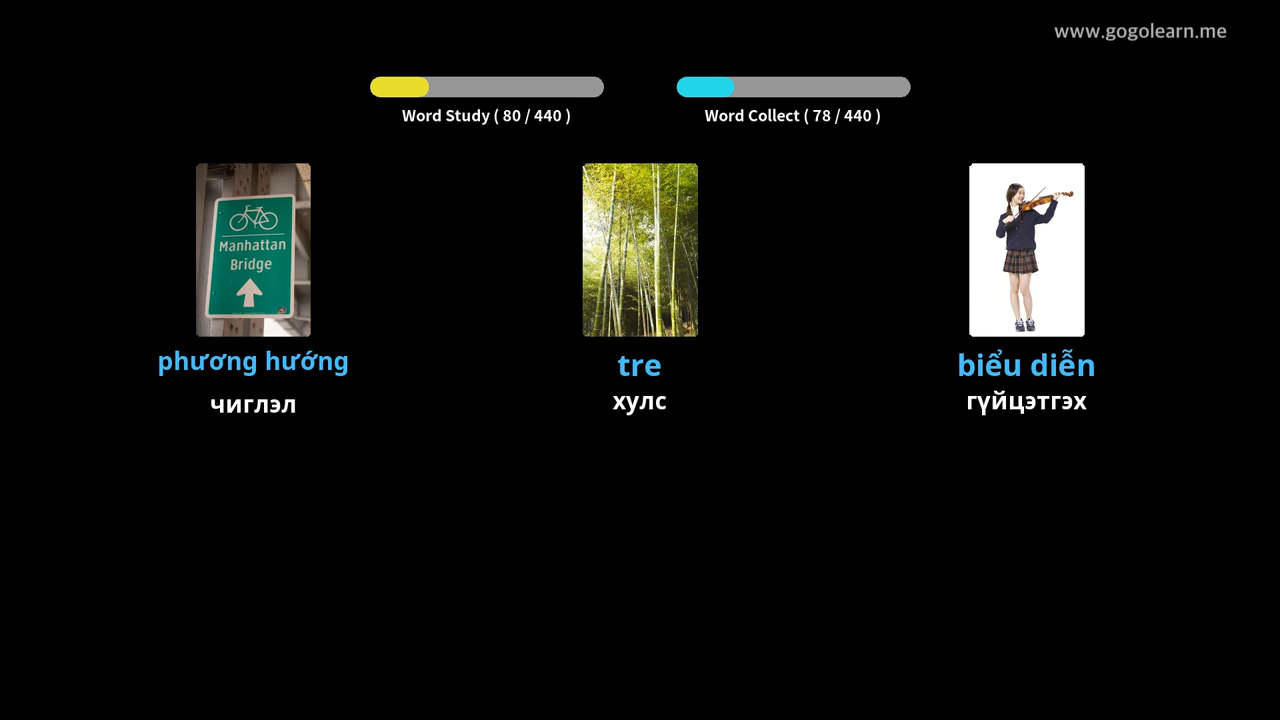 www.gogolearn.me
Word Study ( 80 / 440 )
Word Collect ( 78 / 440 )
Manhattan
Bridge
phương hướng
tre
biểu diễn
чиглэл
хулс
гүйцэтгэх